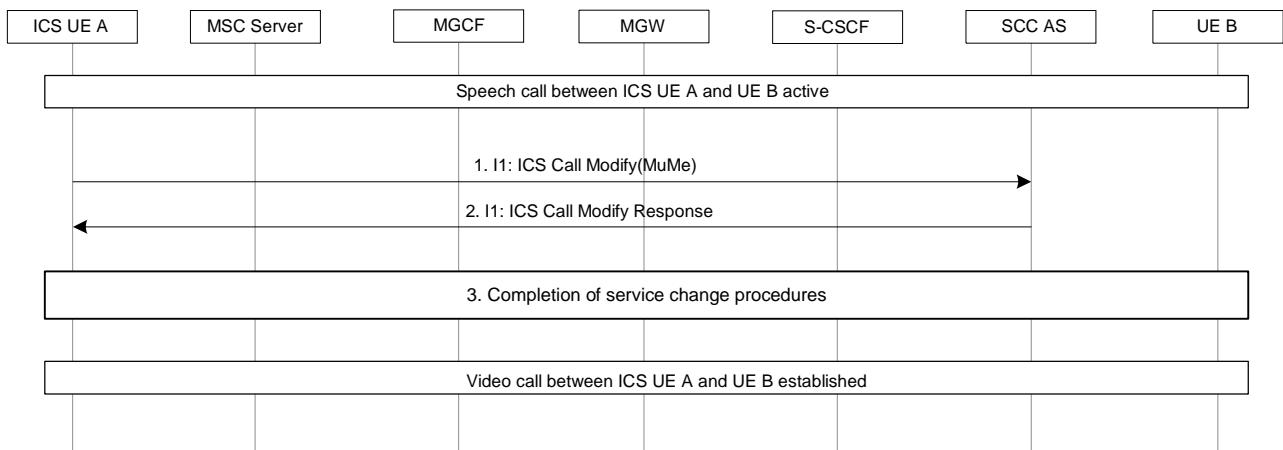 ICS UE A
MSC Server
MGCF
MGW
S-CSCF
SCC AS
UE B
Speech call between ICS UE A and UE B active
1. I1: ICS Call Modify(MuMe)
2. I1: ICS Call Modify Response
3. Completion of service change procedures
Video call between ICS UE A and UE B established